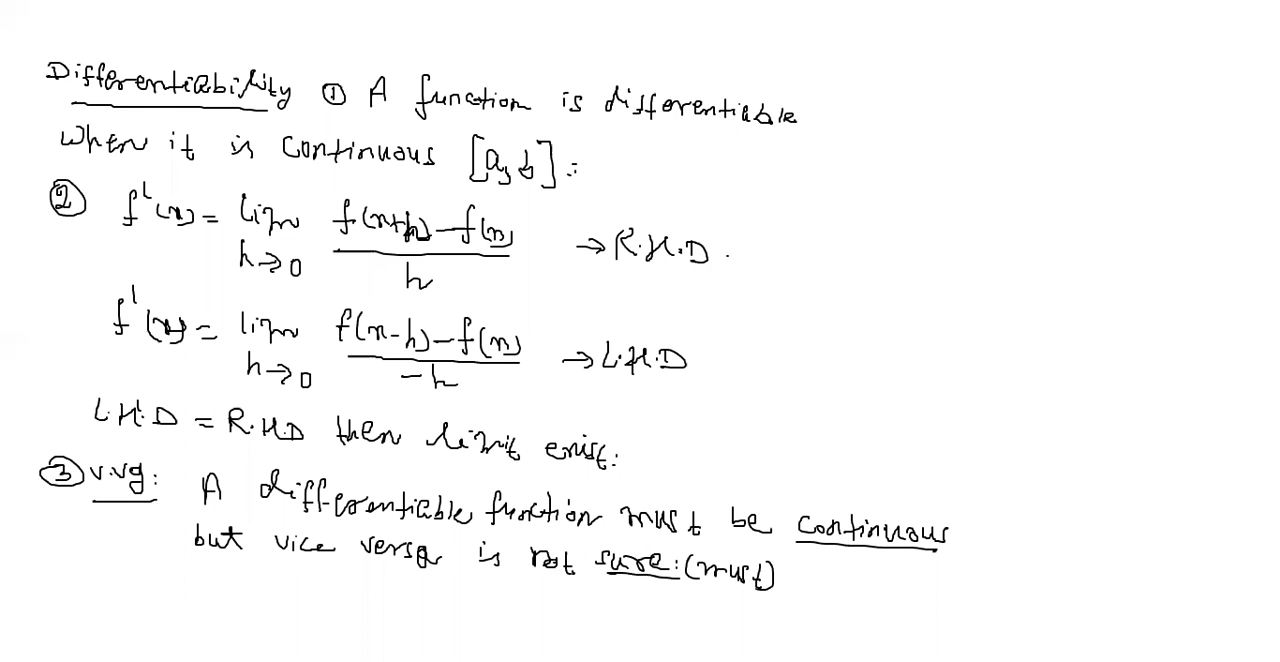 Differentiability ① A function is differentiable
when it is continuous [a, b].
② f'(x) = lim h→0 f(x+h) - f(x) / h → R.H.D.
f'(x) = lim h→0 f(x-h) - f(x) / -h → L.H.D
L.H.D = R.H.D then limit exist.
③ v.vg: A differentiable function must be continuous
but vice versa is not sure: (must)